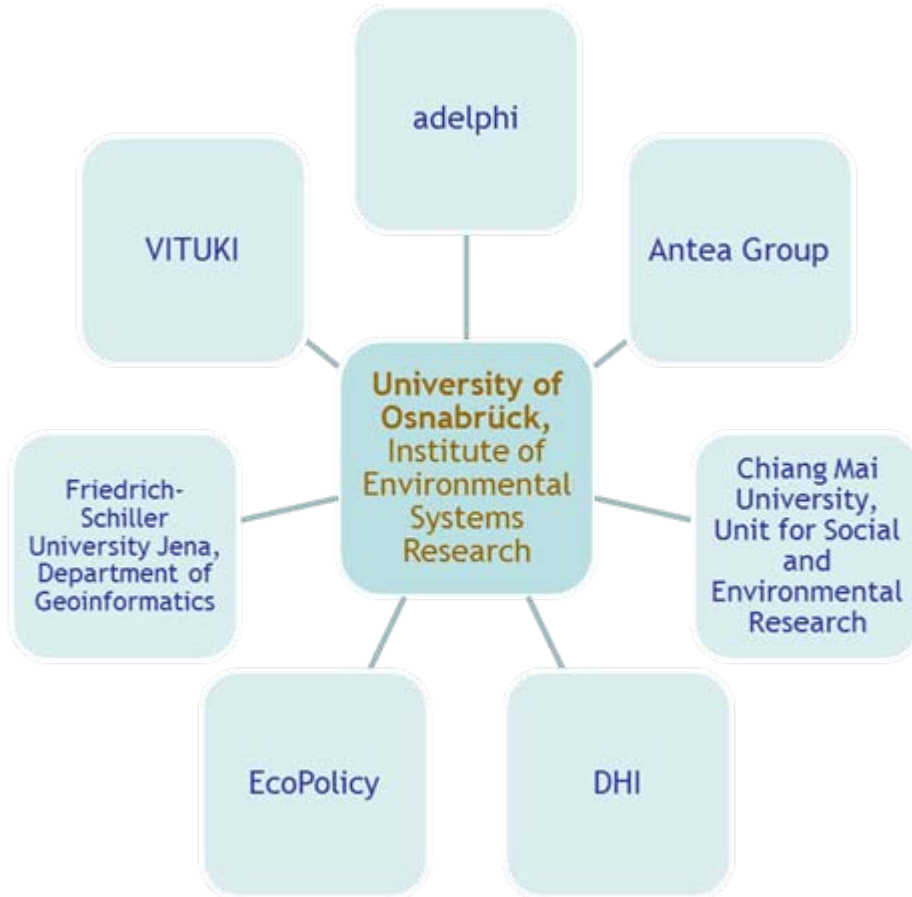 adelphi
VITUKI
Antea Group
University of
Osnabrück,
Institute of
Environmental
Systems
Research
Friedrich-
Schiller
University Jena,
Department of
Geoinformatics
Chiang Mai
University,
Unit for Social
and
Environmental
Research
EcoPolicy
DHI